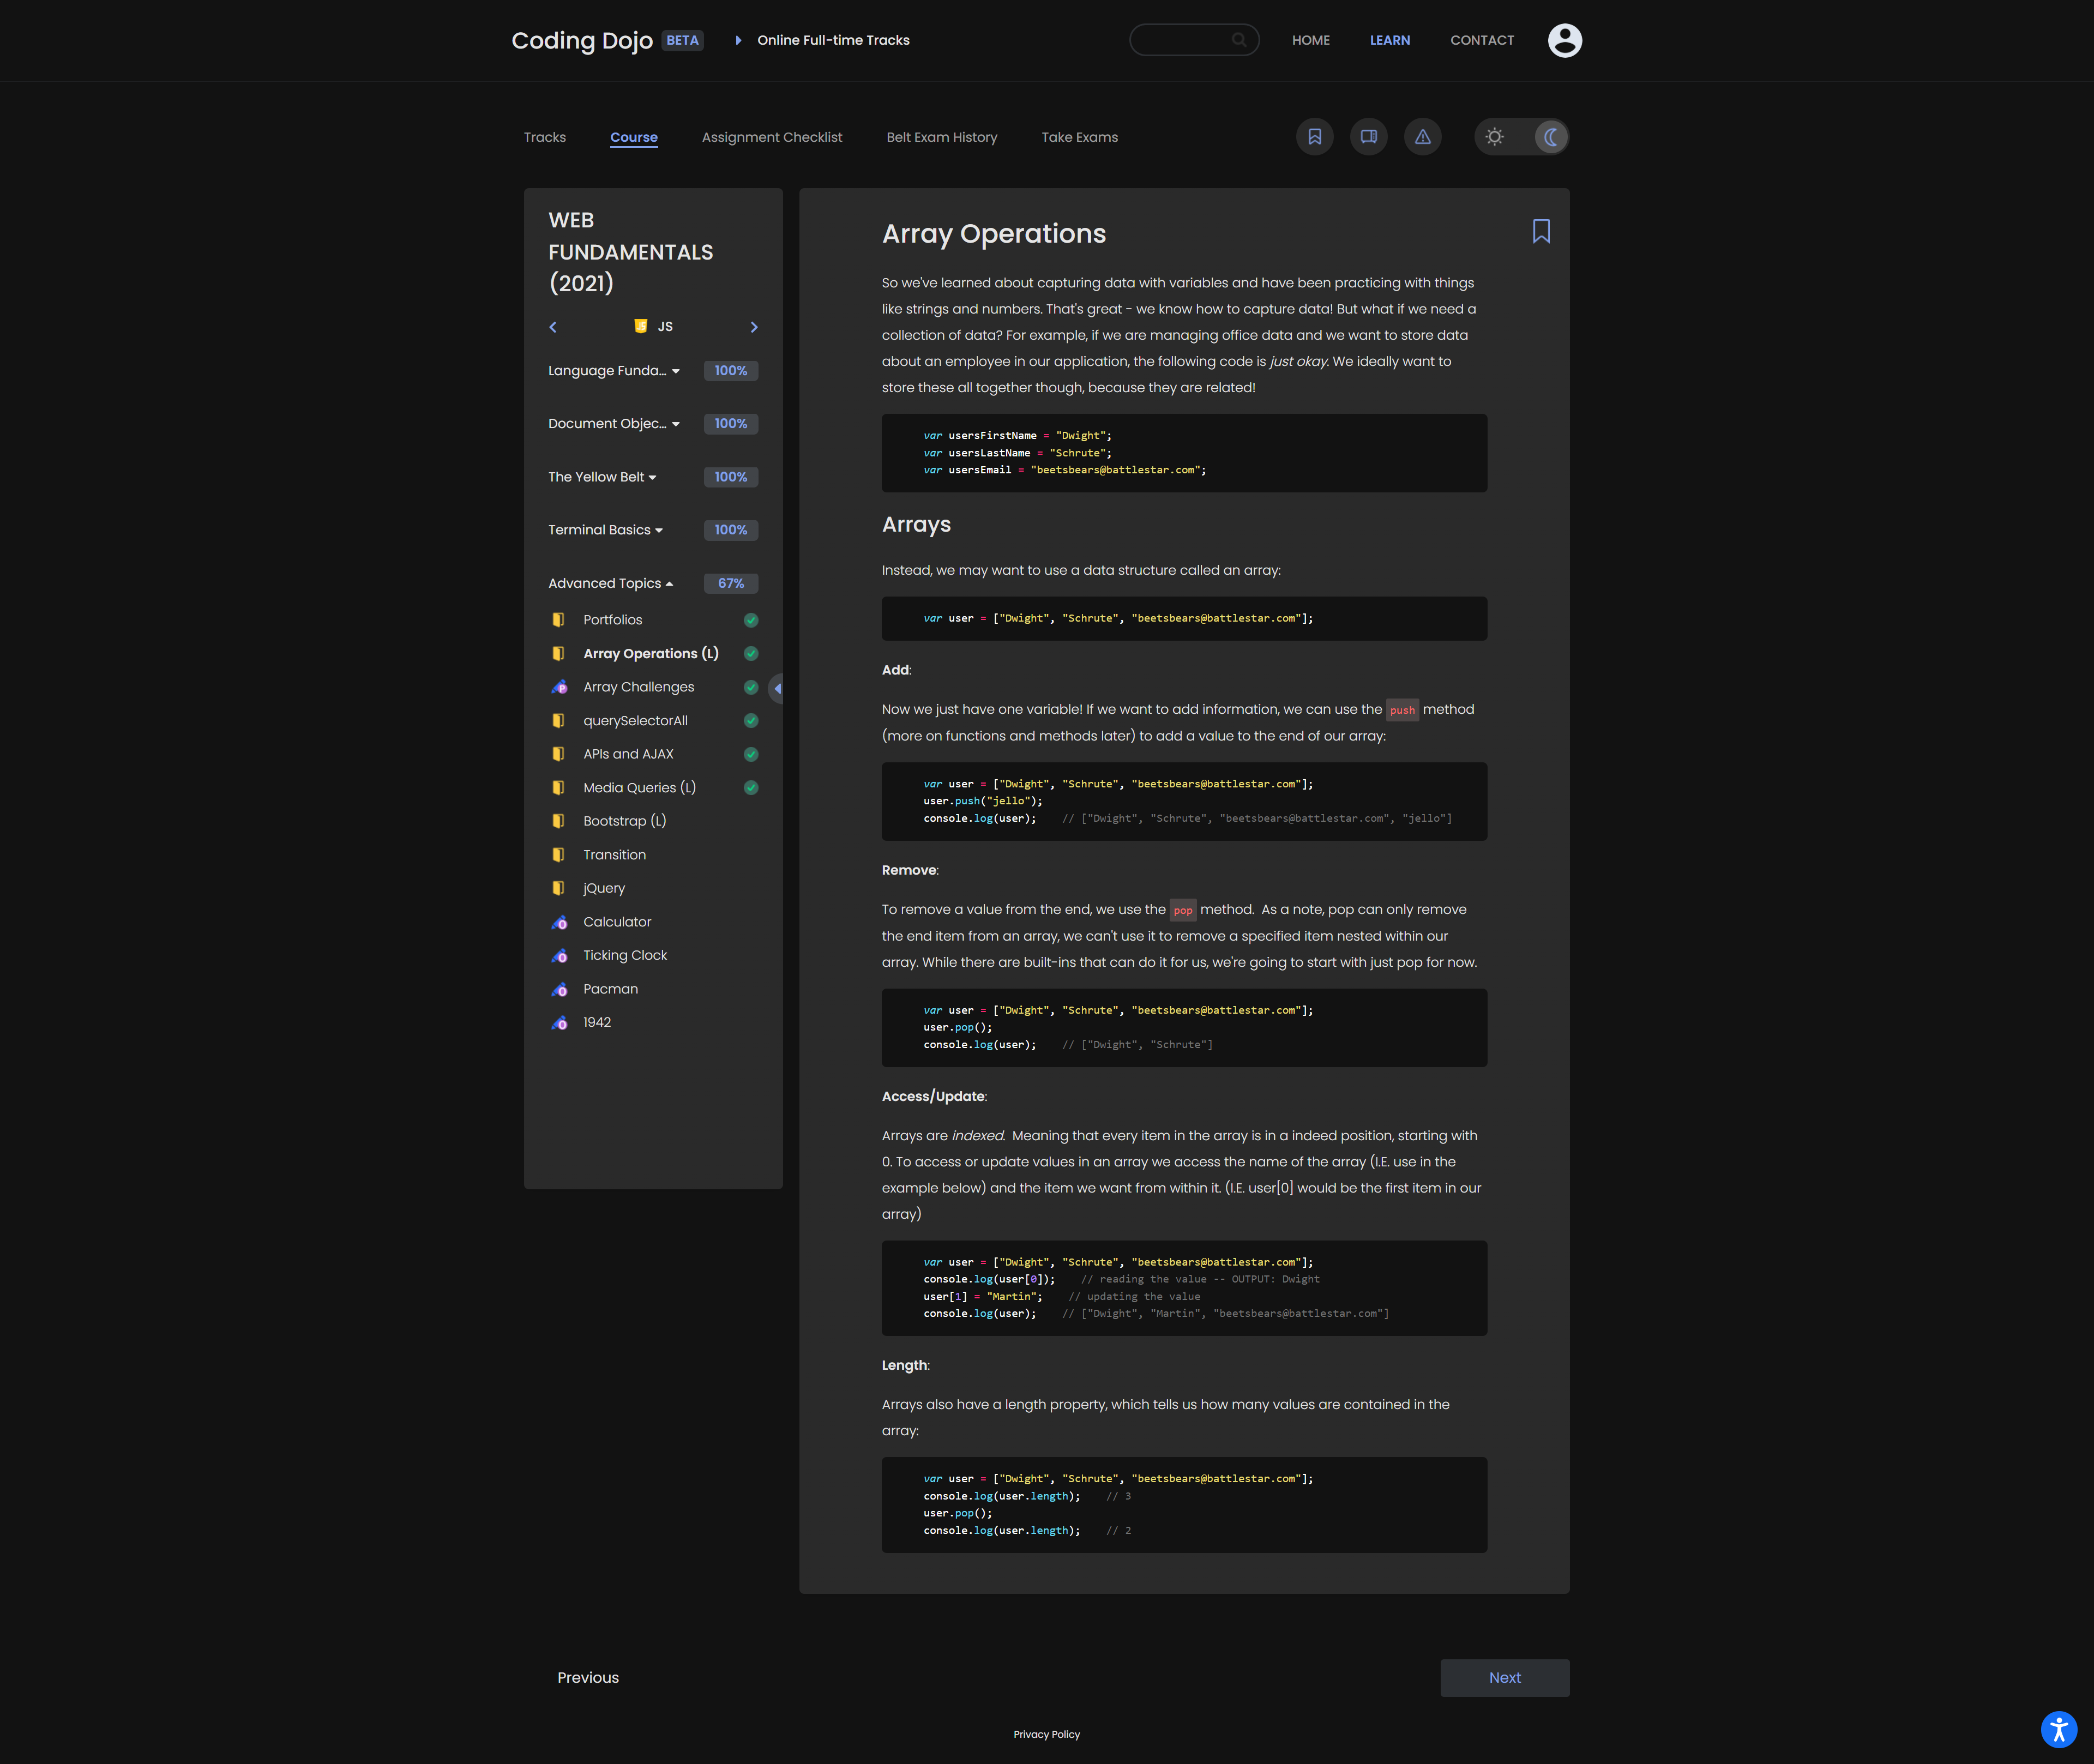 Coding Dojo BETA Online Full-time Tracks HOME LEARN CONTACT
Tracks Course Assignment Checklist Belt Exam History Take Exams
WEB
FUNDAMENTALS
(2021)
JS
Language Funda... 100%
Document Objec... 100%
The Yellow Belt 100%
Terminal Basics 100%
Advanced Topics 67%
Portfolios
Array Operations (L)
Array Challenges
querySelectorAll
APIs and AJAX
Media Queries (L)
Bootstrap (L)
Transition
jQuery
Calculator
Ticking Clock
Pacman
1942
Array Operations
So we've learned about capturing data with variables and have been practicing with things
like strings and numbers. That's great - we know how to capture data! But what if we need a
collection of data? For example, if we are managing office data and we want to store data
about an employee in our application, the following code is just okay. We ideally want to
store these all together though, because they are related!
var usersFirstName = "Dwight";
var usersLastName = "Schrute";
var usersEmail = "beetsbears@battlestar.com";
Arrays
Instead, we may want to use a data structure called an array:
var user = ["Dwight", "Schrute", "beetsbears@battlestar.com"];
Add:
Now we just have one variable! If we want to add information, we can use the push method
(more on functions and methods later) to add a value to the end of our array:
var user = ["Dwight", "Schrute", "beetsbears@battlestar.com"];
user.push("jello");
console.log(user);    // ["Dwight", "Schrute", "beetsbears@battlestar.com", "jello"]
Remove:
To remove a value from the end, we use the pop method.  As a note, pop can only remove
the end item from an array, we can't use it to remove a specified item nested within our
array. While there are built-ins that can do it for us, we're going to start with just pop for now.
var user = ["Dwight", "Schrute", "beetsbears@battlestar.com"];
user.pop();
console.log(user);    // ["Dwight", "Schrute"]
Access/Update:
Arrays are indexed.  Meaning that every item in the array is in a indeed position, starting with
0. To access or update values in an array we access the name of the array (I.E. use in the
example below) and the item we want from within it. (I.E. user[0] would be the first item in our
array)
var user = ["Dwight", "Schrute", "beetsbears@battlestar.com"];
console.log(user[0]);    // reading the value -- OUTPUT: Dwight
user[1] = "Martin";    // updating the value
console.log(user);    // ["Dwight", "Martin", "beetsbears@battlestar.com"]
Length:
Arrays also have a length property, which tells us how many values are contained in the
array:
var user = ["Dwight", "Schrute", "beetsbears@battlestar.com"];
console.log(user.length);    // 3
user.pop();
console.log(user.length);    // 2
Previous Next
Privacy Policy